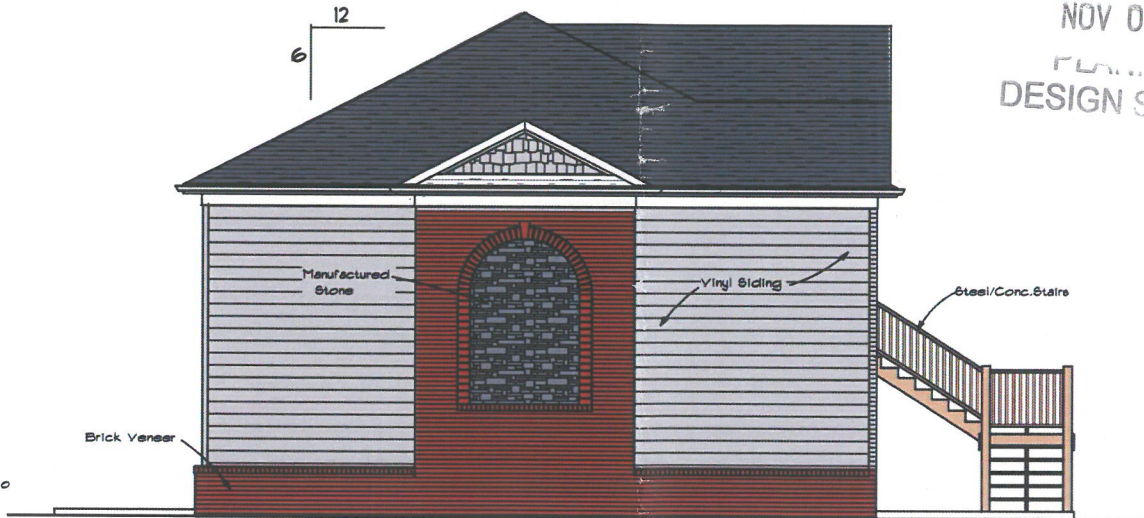 12
6
NOV 0
DESIGN S
Manufactured
Stone
Vinyl Siding
Steel/Conc.Stairs
Brick Veneer